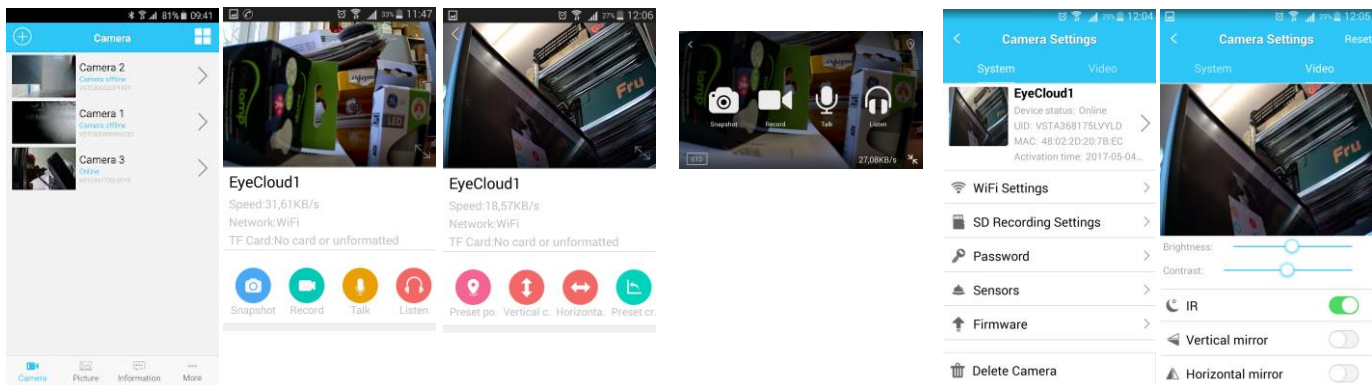 81% 09:41
Camera
Camera 2
Camera offline
Camera 1
Camera offline
Camera 3
Online
Camera
Picture
Information
More
33% 11:47
GE
LED
EyeCloud1
Speed:31,61KB/s
Network:WiFi
TF Card:No card or unformatted
Snapshot
Record
Talk
Listen
27% 12:06
Fru
EyeCloud1
Speed:18,57KB/s
Network:WiFi
TF Card:No card or unformatted
Preset po.
Vertical c.
Horizonta.
Preset cr.
Snapshot
Record
Talk
Listen
STD
27,08KB/s
29% 12:04
Camera Settings
System
Video
EyeCloud1
Device status: Online
UID: VSTA368175LVYLD
MAC: 48:02:2D:20:7B:EC
Activation time: 2017-05-04...
WiFi Settings
SD Recording Settings
Password
Sensors
Firmware
Delete Camera
29% 12:05
Camera Settings
Reset
System
Video
Fru
Brightness:
Contrast:
IR
Vertical mirror
Horizontal mirror